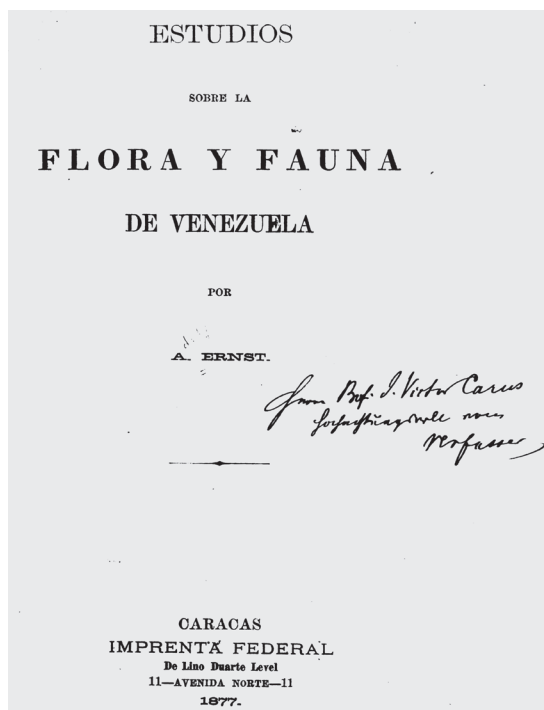 ESTUDIOS
SOBRE LA
FLORA Y FAUNA
DE VENEZUELA
POR
A. ERNST.
Herrn Prof. J. Victor Carus
hochachtungsvoll vom
Verfasser
CARACAS
IMPRENTA FEDERAL
De Lino Duarte Level
11—AVENIDA NORTE—11
1877.